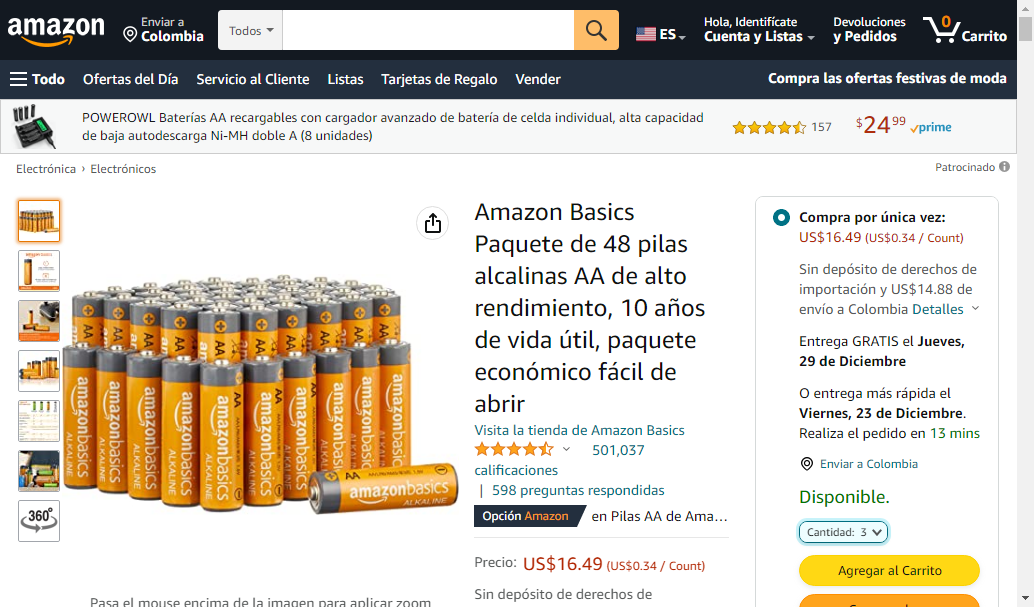 amazon
Enviar a
Colombia
Todos
ES
Hola, Identifícate
Cuenta y Listas
Devoluciones
y Pedidos
0
Carrito
Todo
Ofertas del Día
Servicio al Cliente
Listas
Tarjetas de Regalo
Vender
Compra las ofertas festivas de moda
POWEROWL Baterías AA recargables con cargador avanzado de batería de celda individual, alta capacidad
de baja autodescarga Ni-MH doble A (8 unidades)
157
$24.99
prime
Electrónica › Electrónicos
Patrocinado
360°
AA
amazonbasics
ALKALINE
Amazon Basics
Paquete de 48 pilas
alcalinas AA de alto
rendimiento, 10 años
de vida útil, paquete
económico fácil de
abrir
Visita la tienda de Amazon Basics
501,037
calificaciones
| 598 preguntas respondidas
Opción Amazon en Pilas AA de Ama…
Precio: US$16.49 (US$0.34 / Count)
Sin depósito de derechos de
Pasa el mouse encima de la imagen para aplicar zoom
Compra por única vez:
US$16.49 (US$0.34 / Count)
Sin depósito de derechos de
importación y US$14.88 de
envío a Colombia Detalles
Entrega GRATIS el Jueves,
29 de Diciembre
O entrega más rápida el
Viernes, 23 de Diciembre.
Realiza el pedido en 13 mins
Enviar a Colombia
Disponible.
Cantidad: 3
Agregar al Carrito